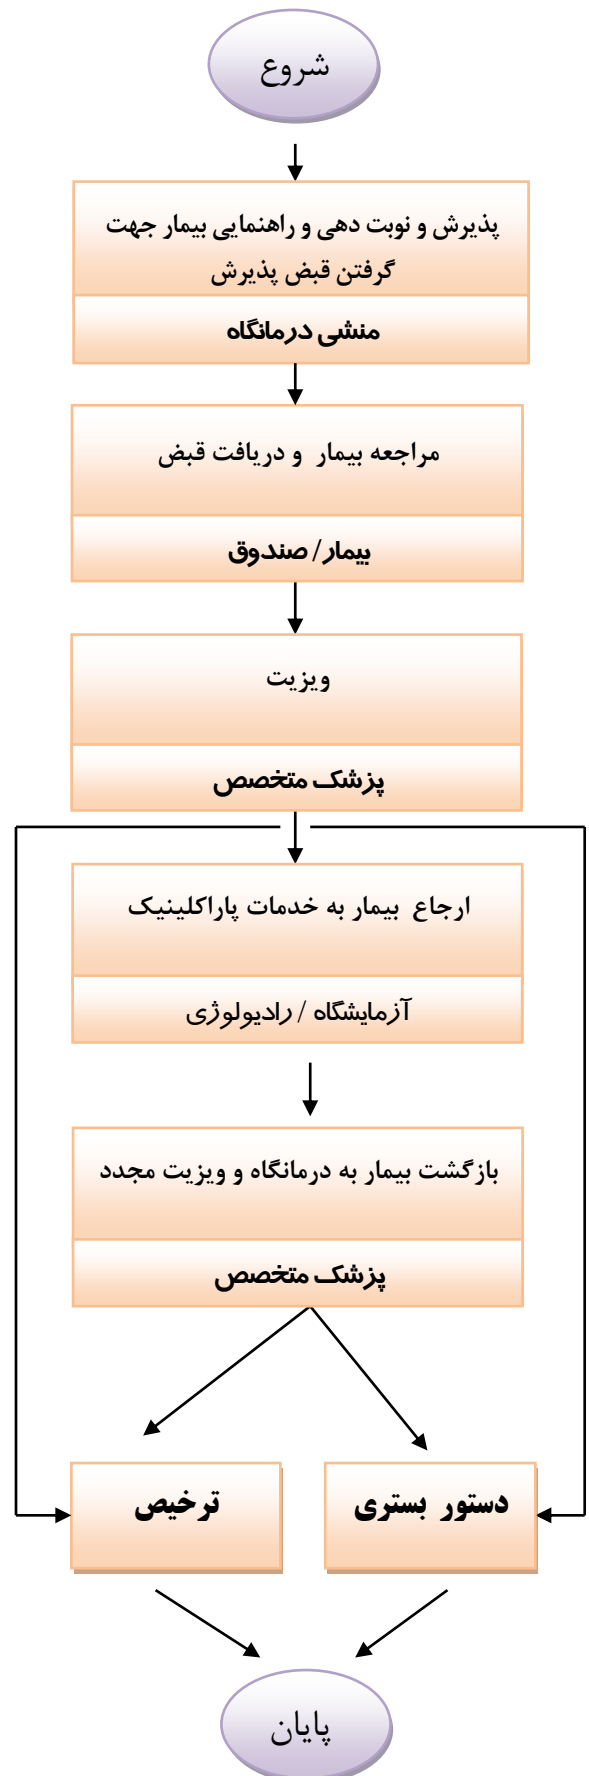 شروع
پذیرش و نوبت دهی و راهنمایی بیمار جهت
گرفتن قبض پذیرش
منشی درمانگاه
مراجعه بیمار و دریافت قبض
بیمار/ صندوق
ویزیت
پزشک متخصص
ارجاع بیمار به خدمات پاراکلینیک
آزمایشگاه / رادیولوژی
بازگشت بیمار به درمانگاه و ویزیت مجدد
پزشک متخصص
دستور بستری
ترخیص
پایان